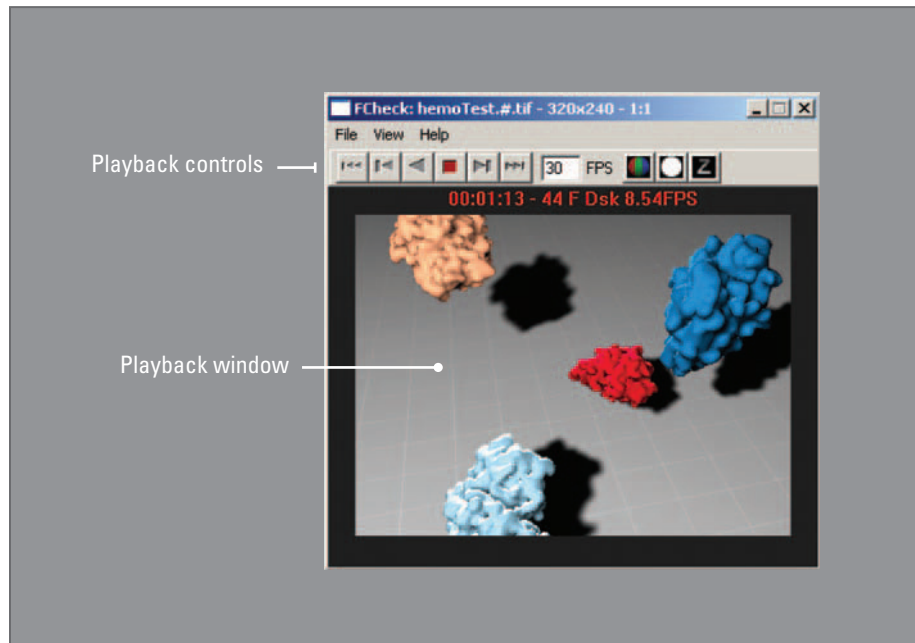 FCheck: hemoTest.#.tif - 320x240 - 1:1
File View Help
Playback controls
30 FPS Z
00:01:13 - 44 F Dsk 8.54FPS
Playback window